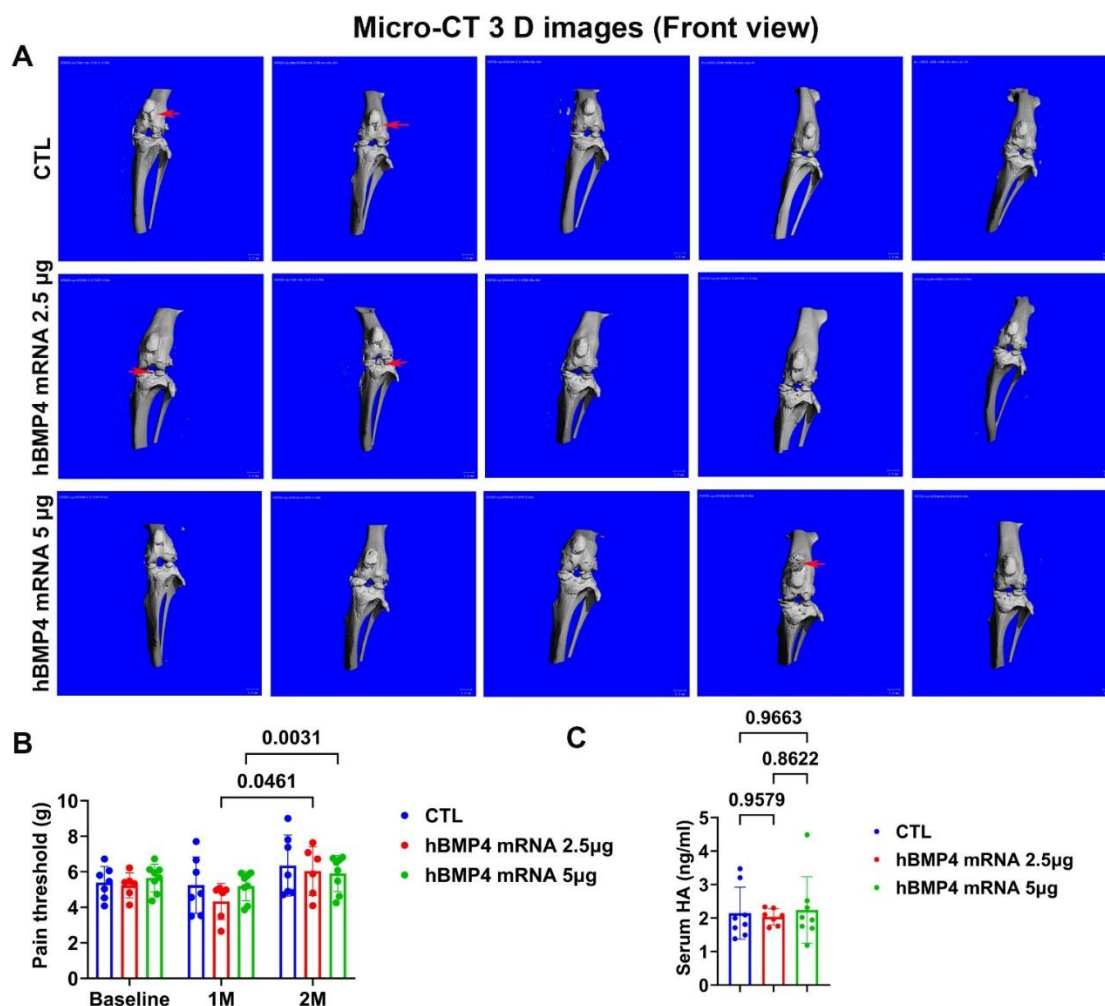 Micro-CT 3 D images (Front view)
A
CTL
hBMP4 mRNA 2.5 µg
hBMP4 mRNA 5 µg
B
0.0031
0.0461
Pain threshold (g)
10
8
6
4
2
0
Baseline
1M
2M
CTL
hBMP4 mRNA 2.5µg
hBMP4 mRNA 5µg
C
0.9663
0.8622
0.9579
Serum HA (ng/ml)
5
4
3
2
1
0
CTL
hBMP4 mRNA 2.5µg
hBMP4 mRNA 5µg